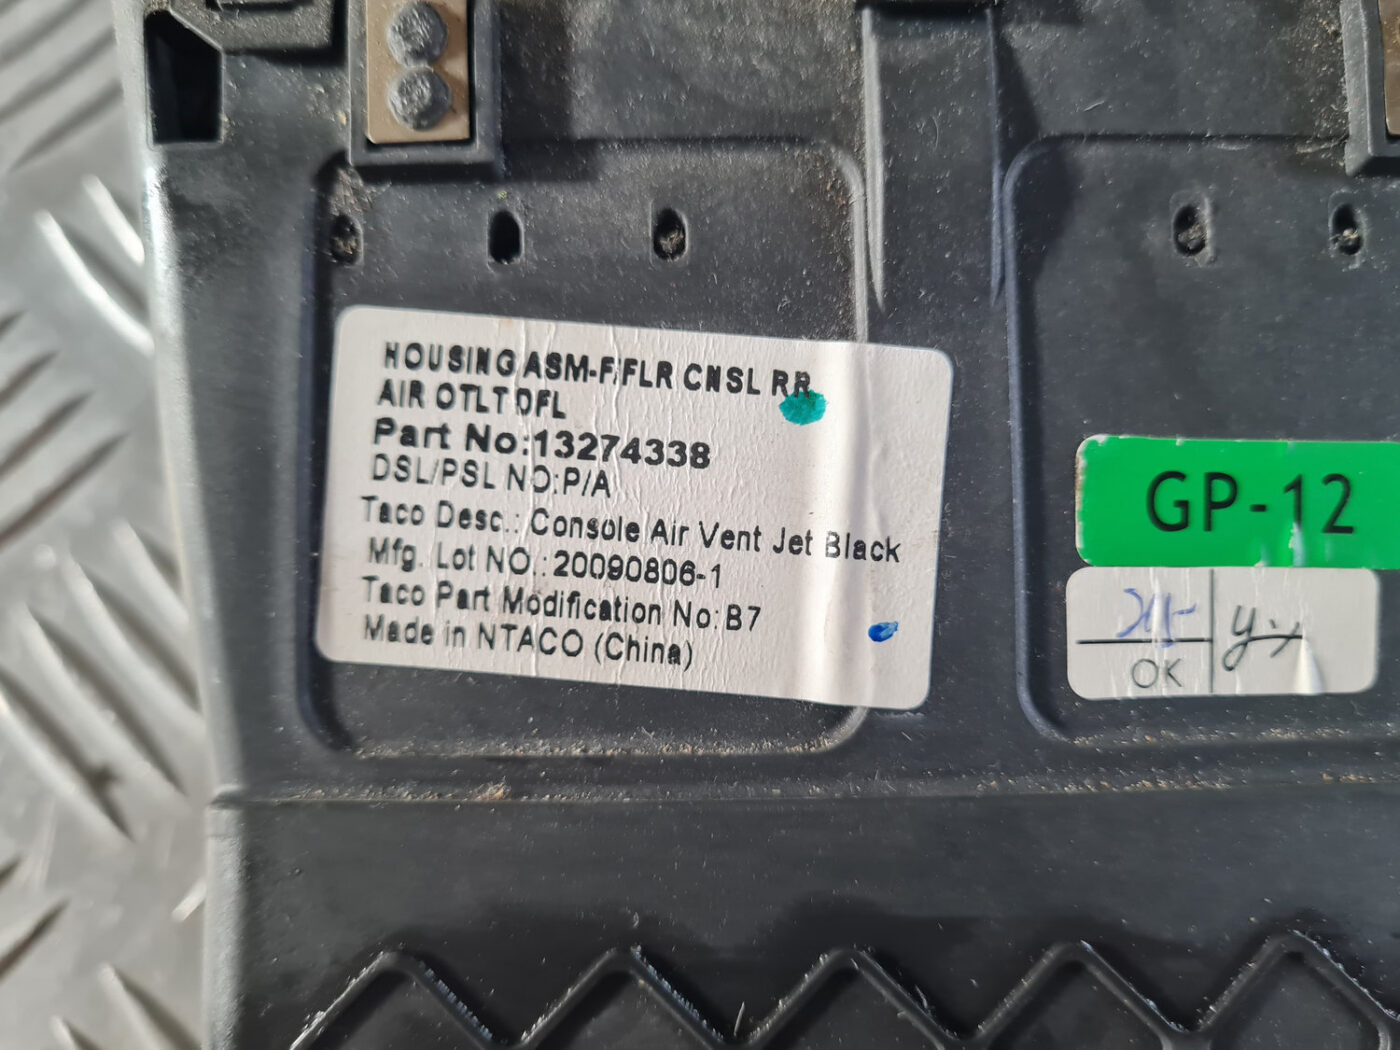 HOUSING ASM-F/FLR CNSL RR
AIR OTLT DFL
Part No:13274338
DSL/PSL NO:P/A
Taco Desc.: Console Air Vent Jet Black
Mfg. Lot NO.:20090806-1
Taco Part Modification No:B7
Made in NTACO (China)
GP-12
OK